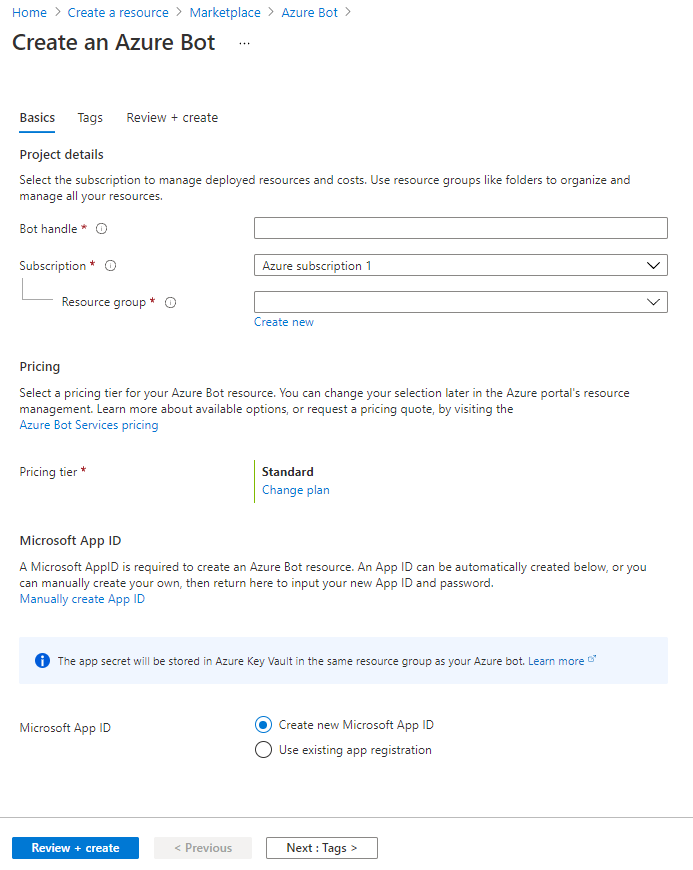 Home > Create a resource > Marketplace > Azure Bot >
Create an Azure Bot ...
Basics Tags Review + create
Project details
Select the subscription to manage deployed resources and costs. Use resource groups like folders to organize and
manage all your resources.
Bot handle *
Subscription * Azure subscription 1
Resource group *
Create new
Pricing
Select a pricing tier for your Azure Bot resource. You can change your selection later in the Azure portal's resource
management. Learn more about available options, or request a pricing quote, by visiting the
Azure Bot Services pricing
Pricing tier * Standard
Change plan
Microsoft App ID
A Microsoft AppID is required to create an Azure Bot resource. An App ID can be automatically created below, or you
can manually create your own, then return here to input your new App ID and password.
Manually create App ID
The app secret will be stored in Azure Key Vault in the same resource group as your Azure bot. Learn more
Microsoft App ID Create new Microsoft App ID
Use existing app registration
Review + create < Previous Next : Tags >